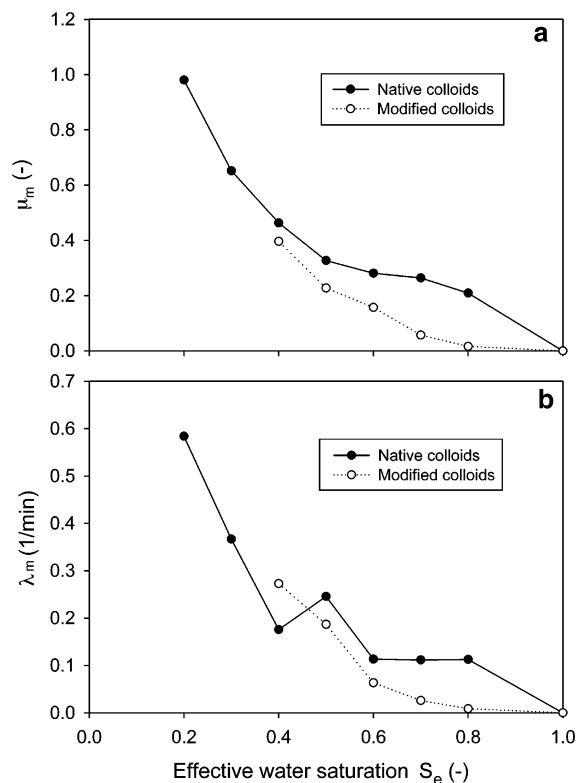 a
1.2
1.0
0.8
0.6
0.4
0.2
0.0
μm (-)
Native colloids
Modified colloids
b
0.7
0.6
0.5
0.4
0.3
0.2
0.1
0.0
λm (1/min)
Native colloids
Modified colloids
0.0 0.2 0.4 0.6 0.8 1.0
Effective water saturation Se (-)